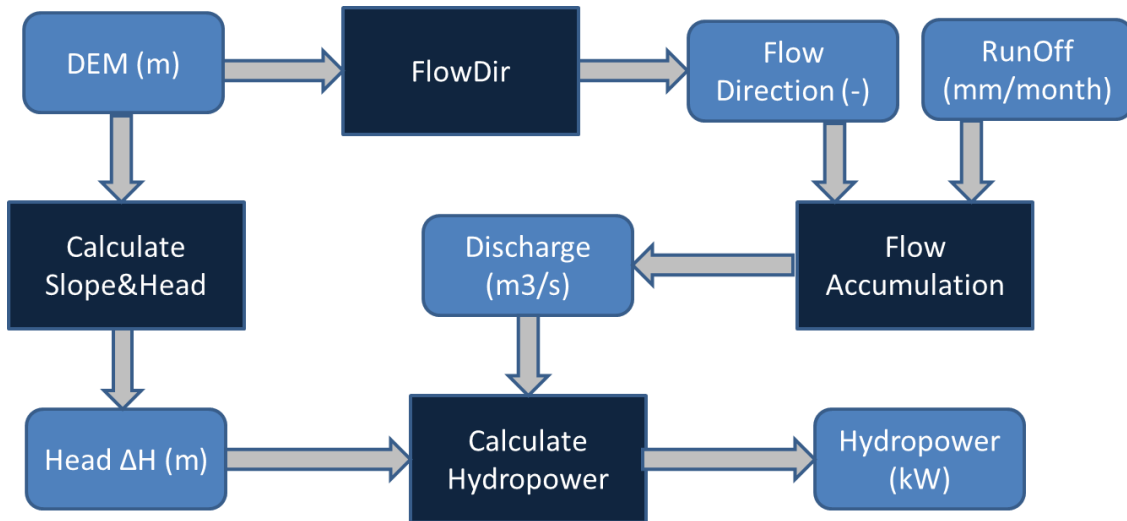 DEM (m)
FlowDir
Flow
Direction (-)
RunOff
(mm/month)
Calculate
Slope&Head
Discharge
(m3/s)
Flow
Accumulation
Head ΔH (m)
Calculate
Hydropower
Hydropower
(kW)